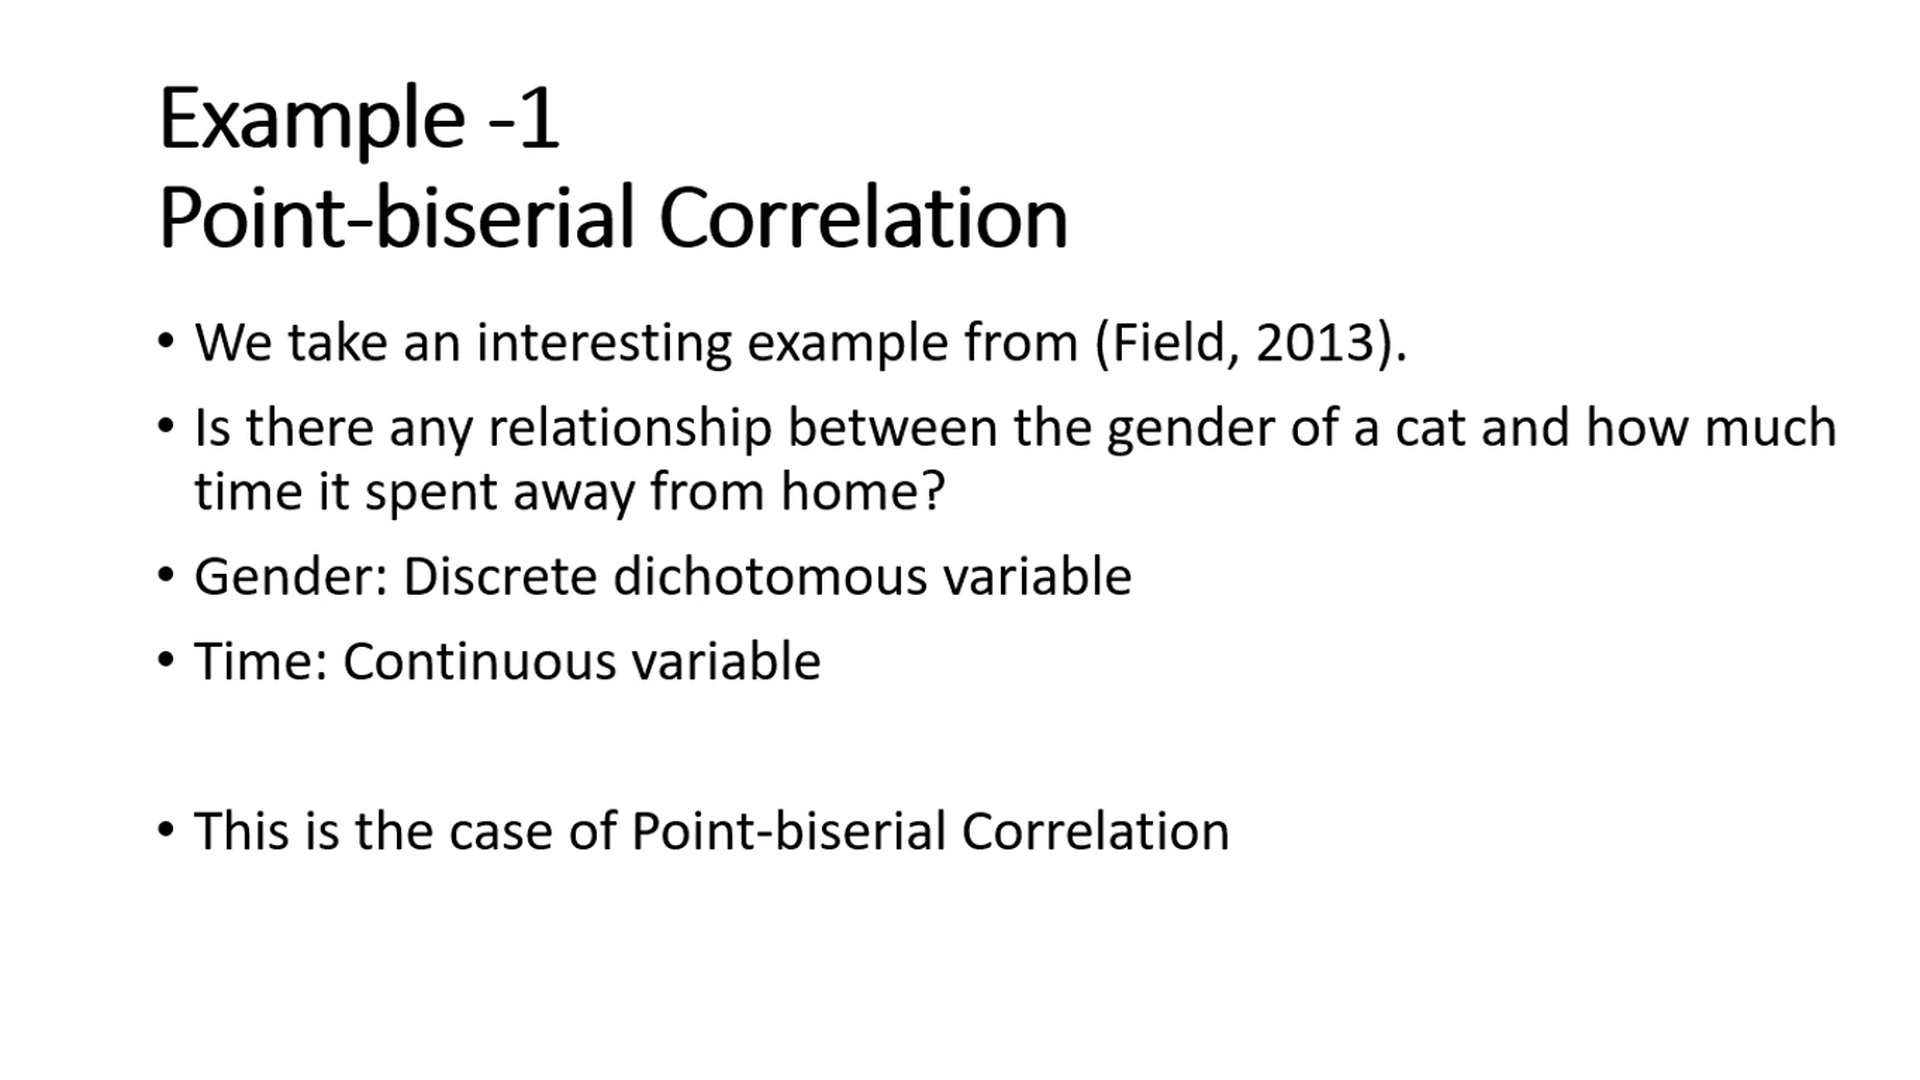 Example -1
Point-biserial Correlation
• We take an interesting example from (Field, 2013).
• Is there any relationship between the gender of a cat and how much
time it spent away from home?
• Gender: Discrete dichotomous variable
• Time: Continuous variable
• This is the case of Point-biserial Correlation